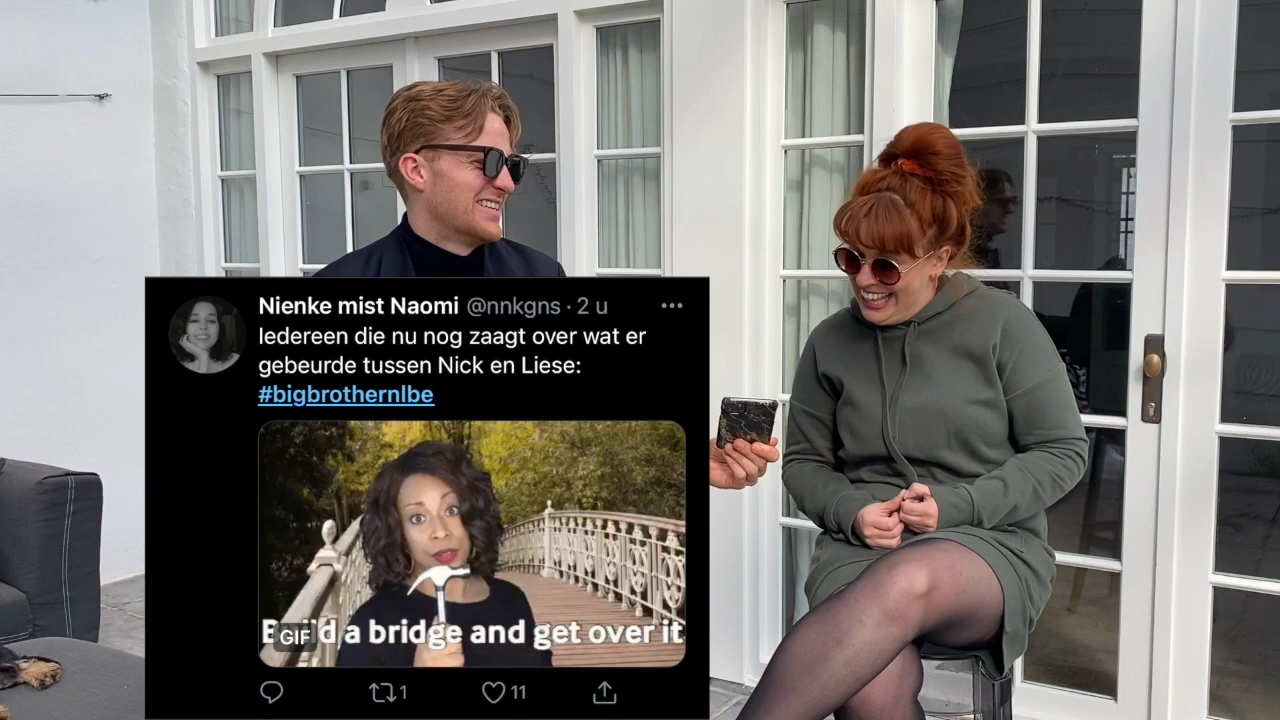 Nienke mist Naomi @nnkgns · 2 u
Iedereen die nu nog zaagt over wat er
gebeurde tussen Nick en Liese:
#bigbrothernlbe
a bridge and get over it
GIF
1
11